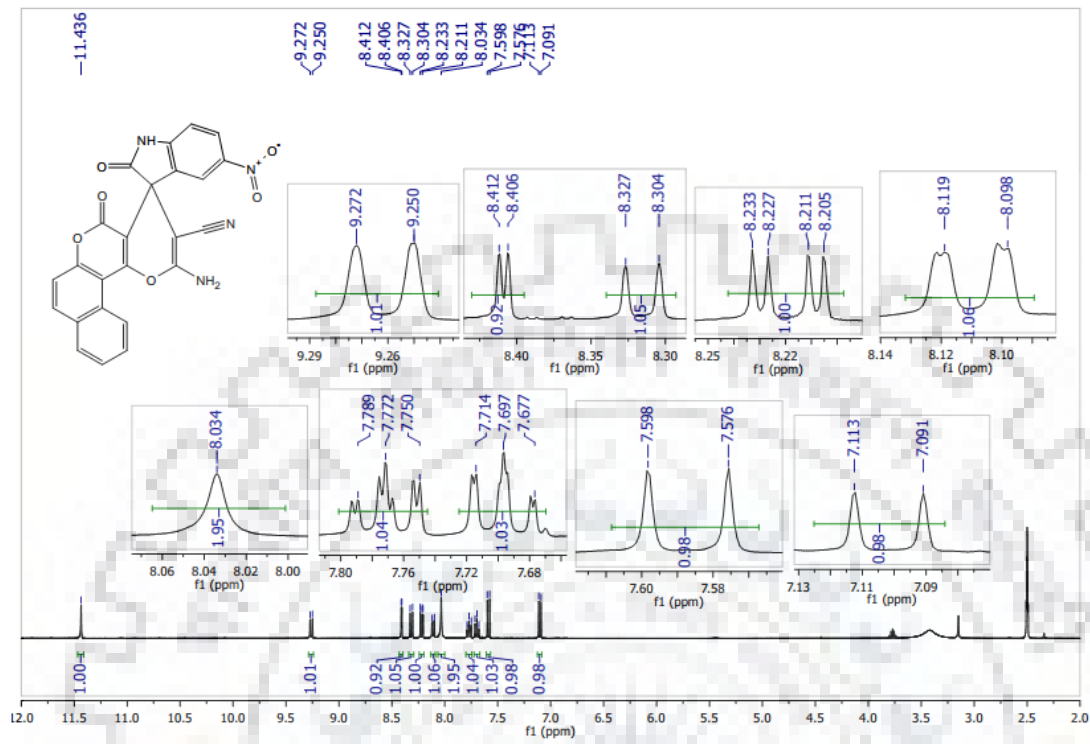 11.436
9.272
9.250
8.412
8.406
8.327
8.304
8.233
8.211
8.034
7.598
7.576
7.113
7.091
NH
O
N+
O
O
O
O
N
O
NH2
9.272
9.250
1.01
9.29 9.26
f1 (ppm)
8.412
8.406
8.327
8.304
0.92
1.05
8.40 8.35 8.30
f1 (ppm)
8.233
8.227
8.211
8.205
1.00
8.25 8.22
f1 (ppm)
8.119
8.098
1.06
8.14 8.12 8.10
f1 (ppm)
8.034
1.95
8.06 8.04 8.02 8.00
f1 (ppm)
7.789
7.772
7.750
7.714
7.697
7.677
1.04
1.03
7.80 7.76 7.72 7.68
f1 (ppm)
7.598
7.576
0.98
7.60 7.58
f1 (ppm)
7.113
7.091
0.98
7.13 7.11 7.09
f1 (ppm)
1.00
1.01
0.92
1.05
1.00
1.06
1.95
1.04
1.03
0.98
0.98
12.0 11.5 11.0 10.5 10.0 9.5 9.0 8.5 8.0 7.5 7.0 6.5 6.0 5.5 5.0 4.5 4.0 3.5 3.0 2.5 2.0
f1 (ppm)